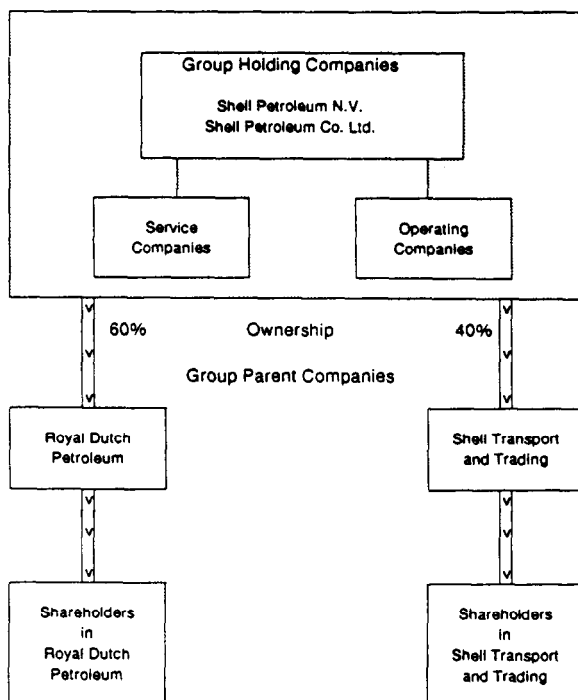 Group Holding Companies
Shell Petroleum N.V.
Shell Petroleum Co. Ltd.
Service
Companies
Operating
Companies
60%
Ownership
40%
Group Parent Companies
Royal Dutch
Petroleum
Shell Transport
and Trading
Shareholders
in
Royal Dutch
Petroleum
Shareholders
in
Shell Transport
and Trading